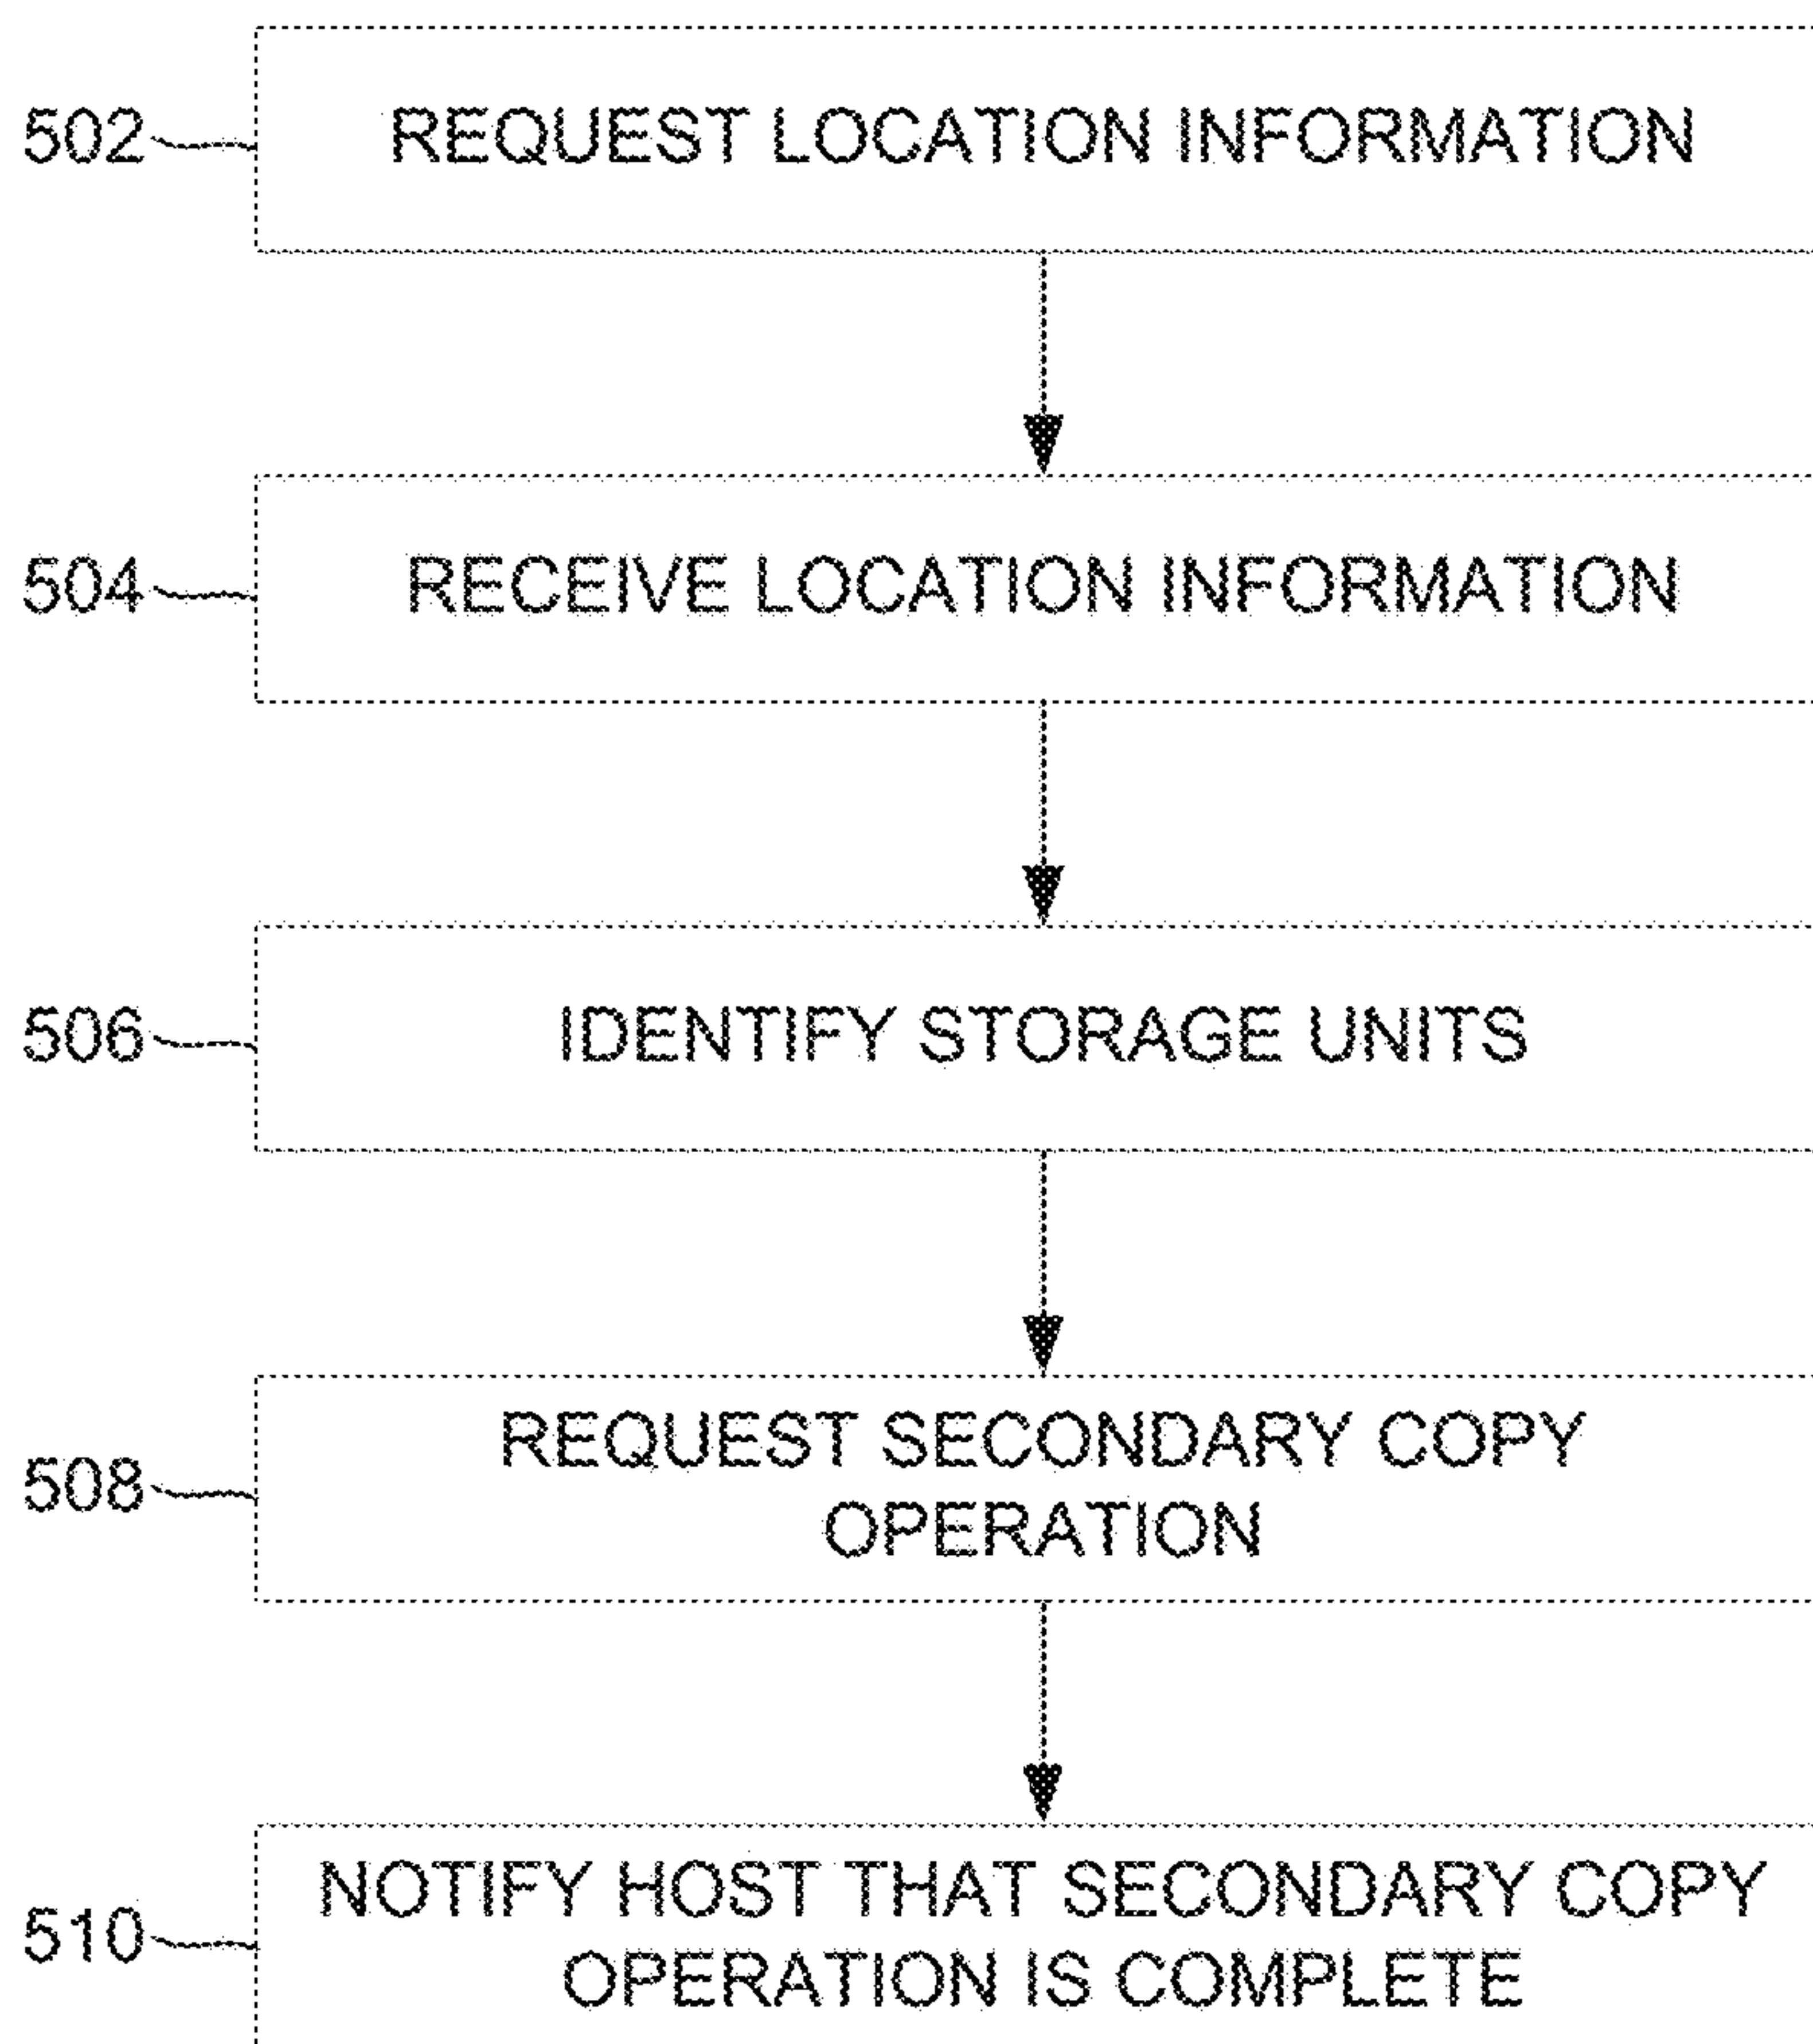 502 REQUEST LOCATION INFORMATION
504 RECEIVE LOCATION INFORMATION
506 IDENTIFY STORAGE UNITS
508 REQUEST SECONDARY COPY
OPERATION
510 NOTIFY HOST THAT SECONDARY COPY
OPERATION IS COMPLETE